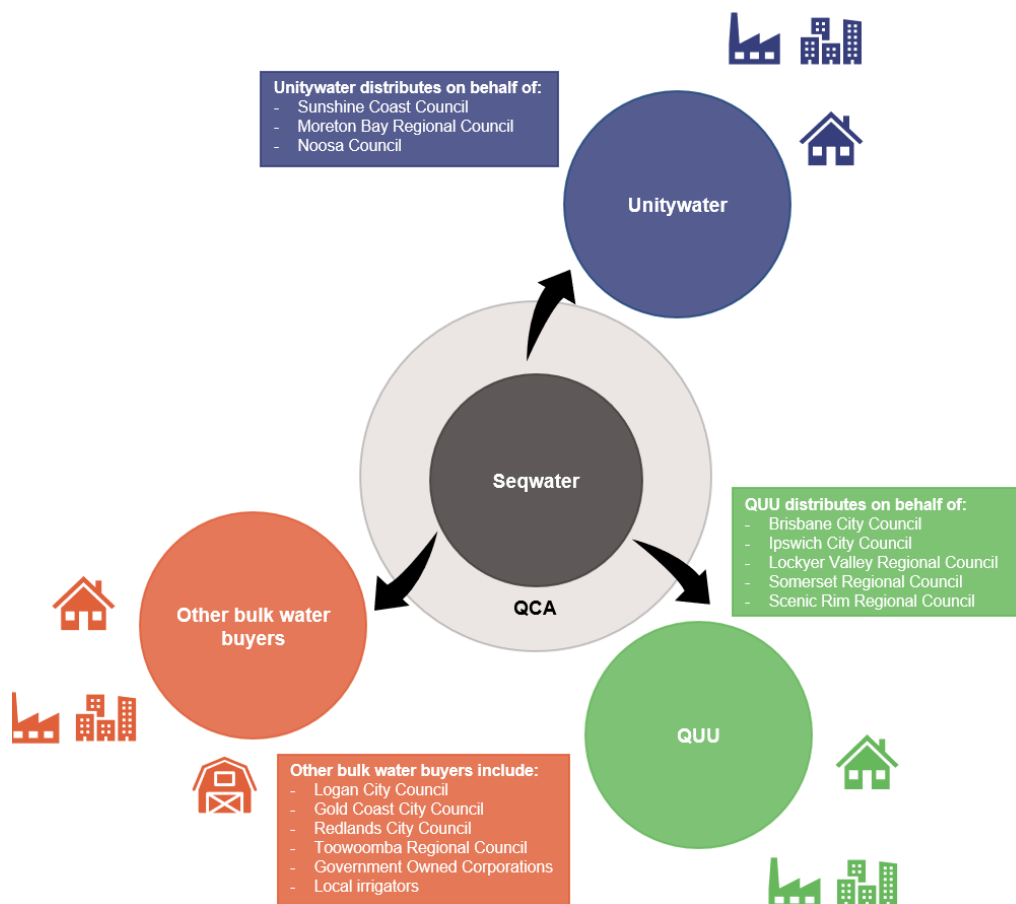 Unitywater distributes on behalf of:
- Sunshine Coast Council
- Moreton Bay Regional Council
- Noosa Council
Unitywater
Seqwater
QCA
QUU distributes on behalf of:
- Brisbane City Council
- Ipswich City Council
- Lockyer Valley Regional Council
- Somerset Regional Council
- Scenic Rim Regional Council
Other bulk water
buyers
QUU
Other bulk water buyers include:
- Logan City Council
- Gold Coast City Council
- Redlands City Council
- Toowoomba Regional Council
- Government Owned Corporations
- Local irrigators